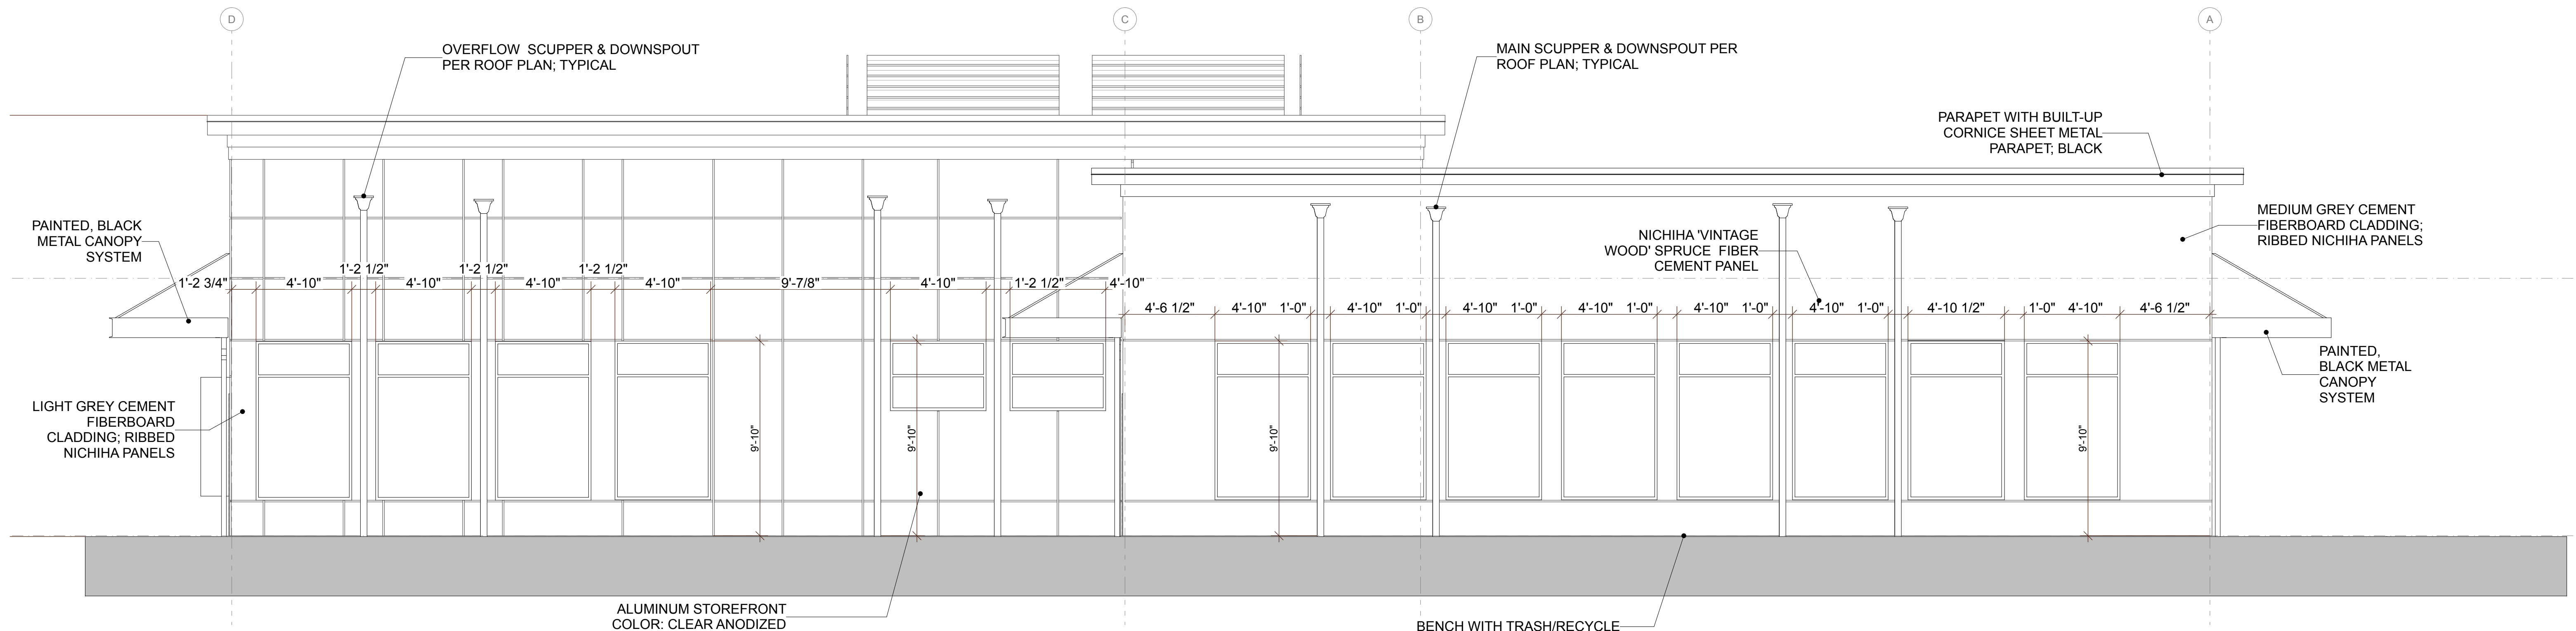 D
C
B
A
OVERFLOW  SCUPPER & DOWNSPOUT
PER ROOF PLAN; TYPICAL
MAIN SCUPPER & DOWNSPOUT PER
ROOF PLAN; TYPICAL
PARAPET WITH BUILT-UP
CORNICE SHEET METAL
PARAPET; BLACK
PAINTED, BLACK
METAL CANOPY
SYSTEM
NICHIHA 'VINTAGE
WOOD' SPRUCE  FIBER
CEMENT PANEL
MEDIUM GREY CEMENT
FIBERBOARD CLADDING;
RIBBED NICHIHA PANELS
1'-2 1/2" 1'-2 1/2" 1'-2 1/2"
1'-2 3/4" 4'-10" 4'-10" 4'-10" 4'-10" 9'-7/8" 4'-10" 1'-2 1/2" 4'-10"
4'-6 1/2" 4'-10" 1'-0" 4'-10" 1'-0" 4'-10" 1'-0" 4'-10" 1'-0" 4'-10" 1'-0" 4'-10" 1'-0" 4'-10 1/2" 1'-0" 4'-10" 4'-6 1/2"
PAINTED,
BLACK METAL
CANOPY
SYSTEM
LIGHT GREY CEMENT
FIBERBOARD
CLADDING; RIBBED
NICHIHA PANELS
9'-10"
9'-10"
9'-10"
9'-10"
ALUMINUM STOREFRONT
COLOR: CLEAR ANODIZED
BENCH WITH TRASH/RECYCLE